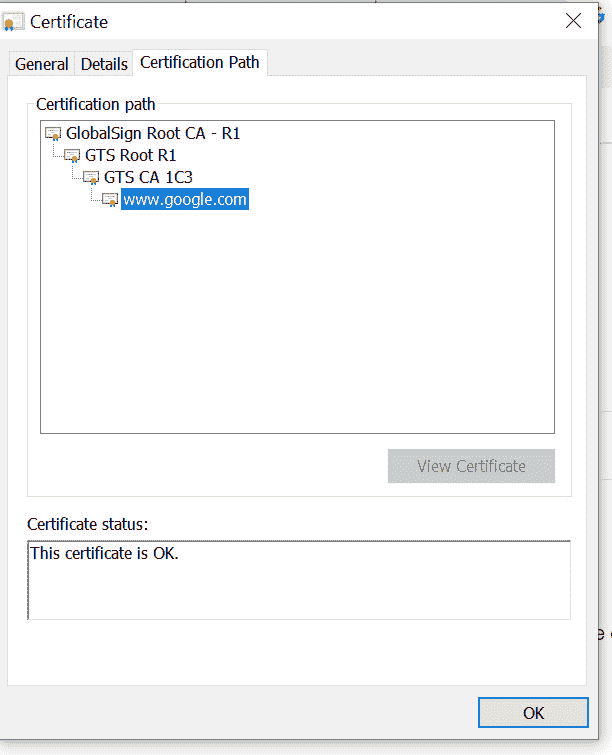 Certificate
General Details Certification Path
Certification path
GlobalSign Root CA - R1
GTS Root R1
GTS CA 1C3
www.google.com
View Certificate
Certificate status:
This certificate is OK.
OK